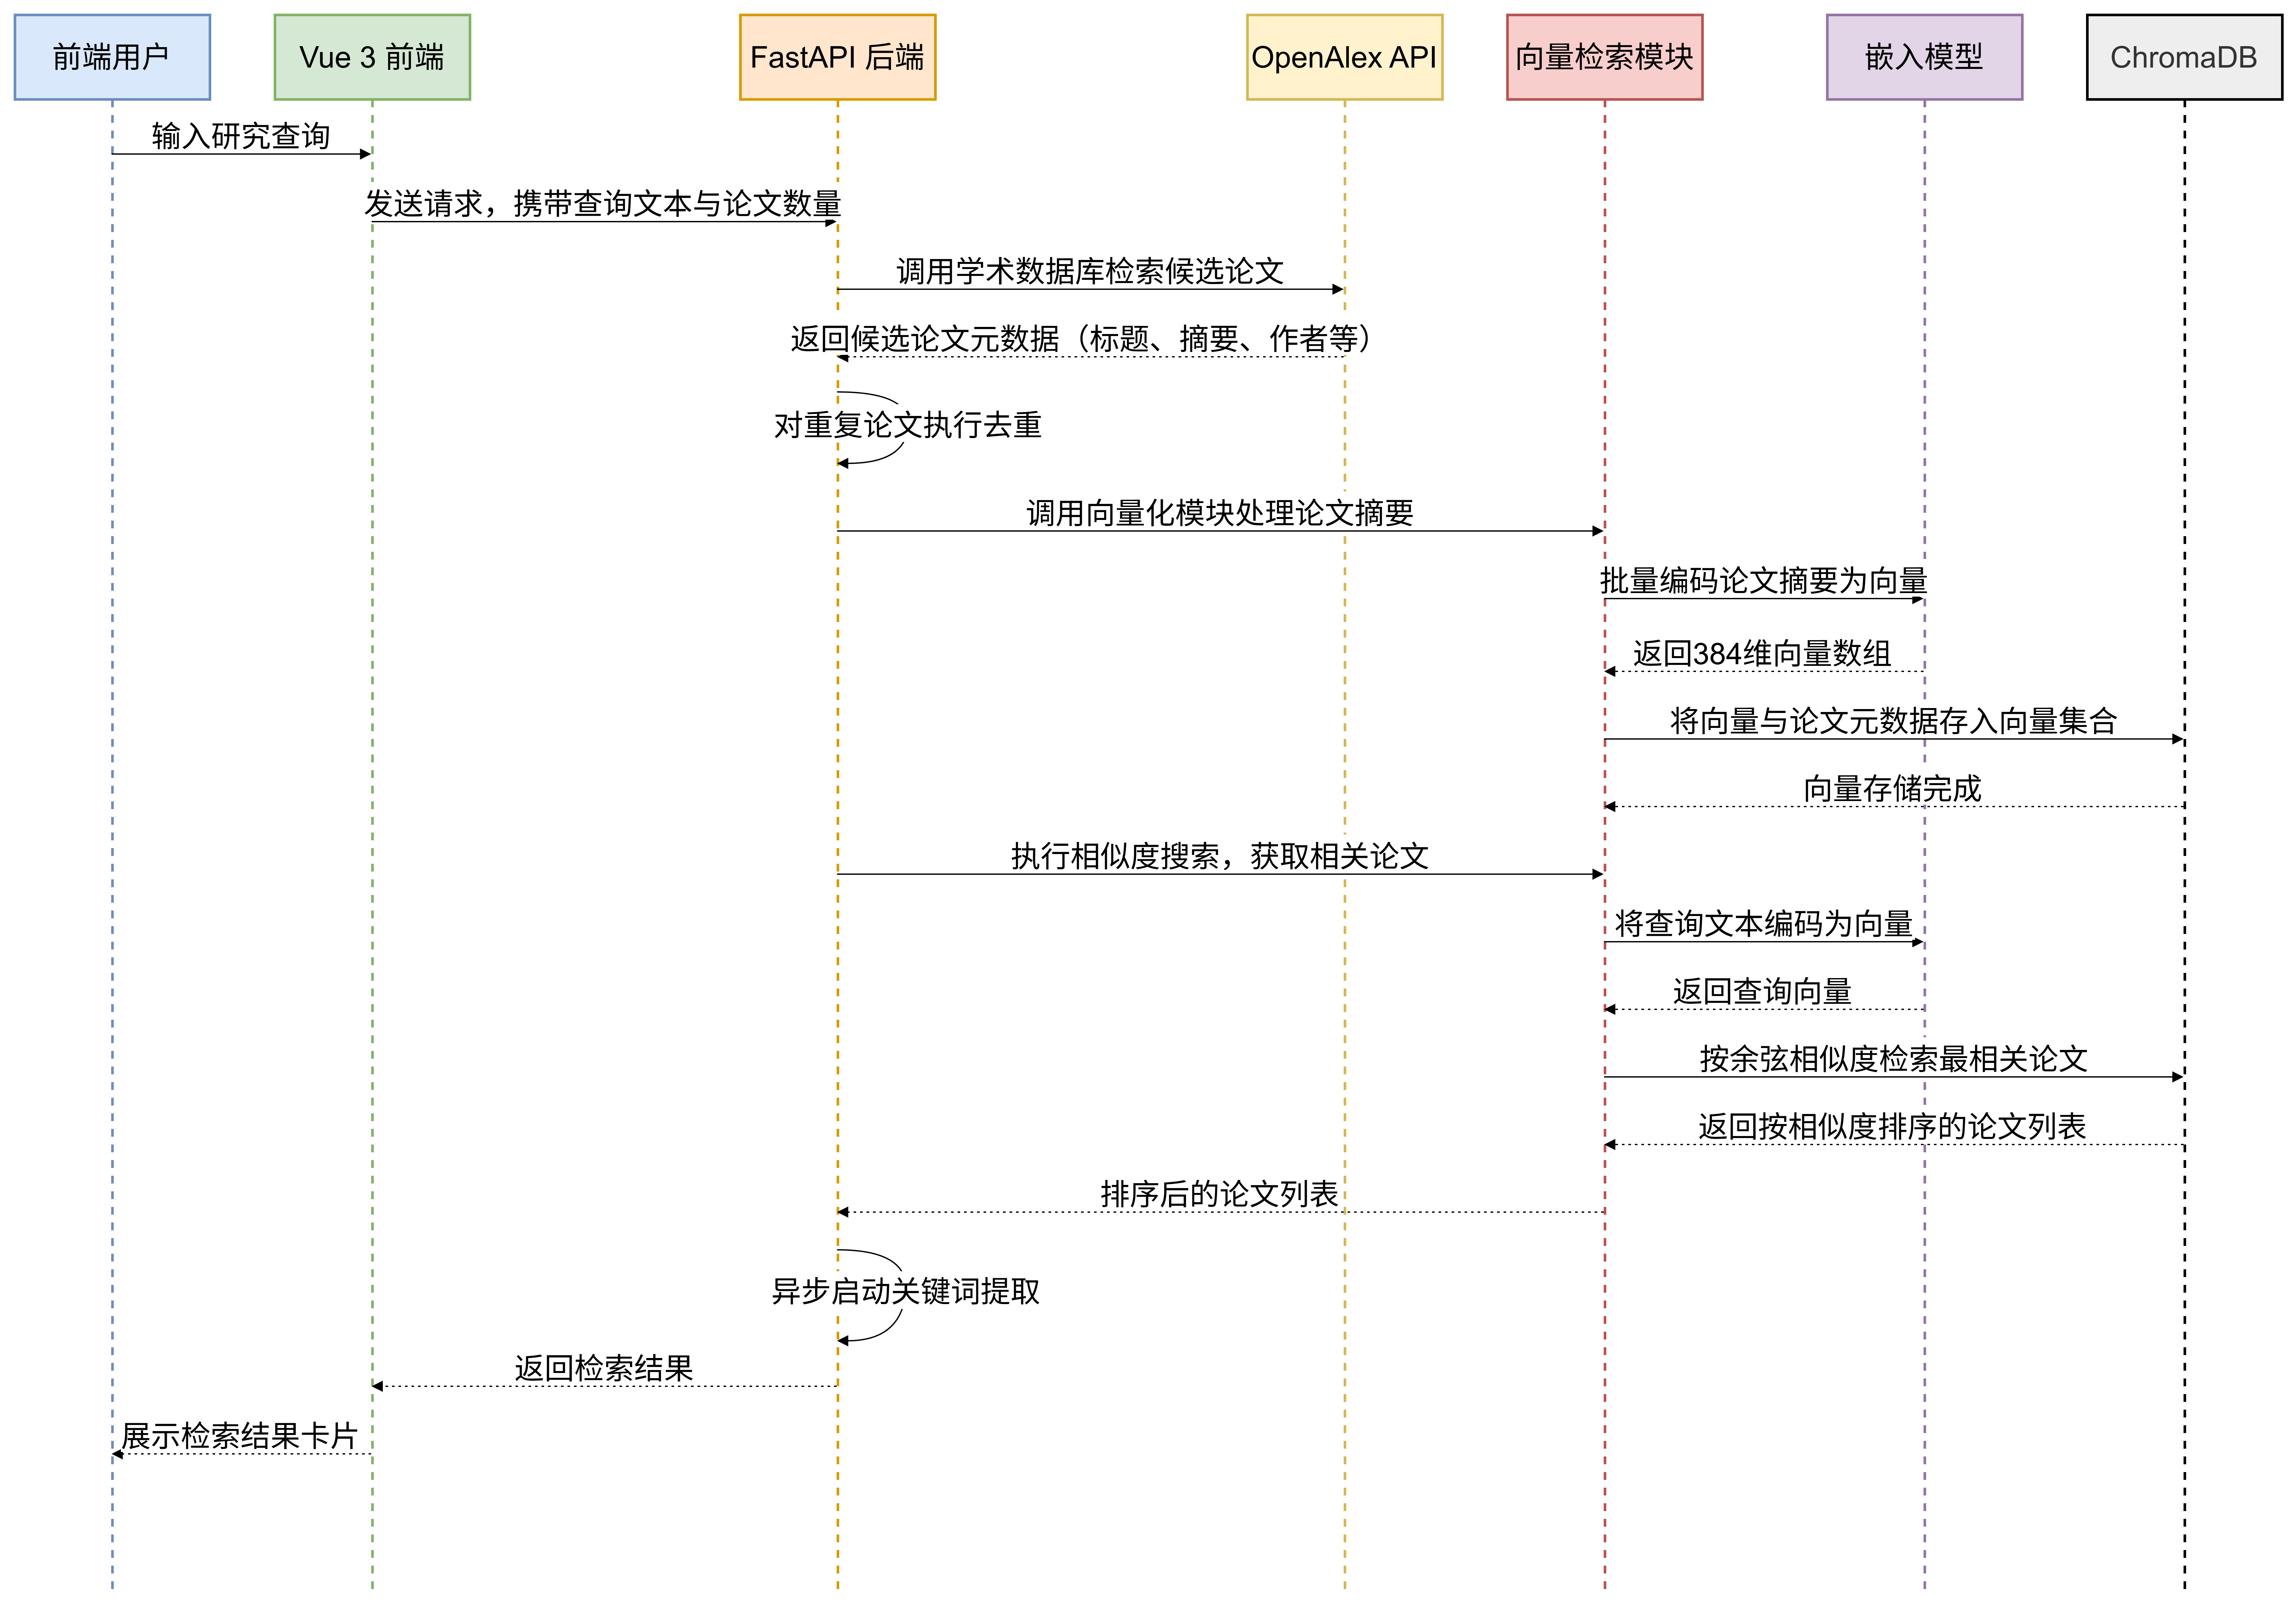 前端用户
Vue 3 前端
FastAPI 后端
OpenAlex API
向量检索模块
嵌入模型
ChromaDB
输入研究查询
发送请求，携带查询文本与论文数量
调用学术数据库检索候选论文
返回候选论文元数据（标题、摘要、作者等）
对重复论文执行去重
调用向量化模块处理论文摘要
批量编码论文摘要为向量
返回384维向量数组
将向量与论文元数据存入向量集合
向量存储完成
执行相似度搜索，获取相关论文
将查询文本编码为向量
返回查询向量
按余弦相似度检索最相关论文
返回按相似度排序的论文列表
排序后的论文列表
异步启动关键词提取
返回检索结果
展示检索结果卡片